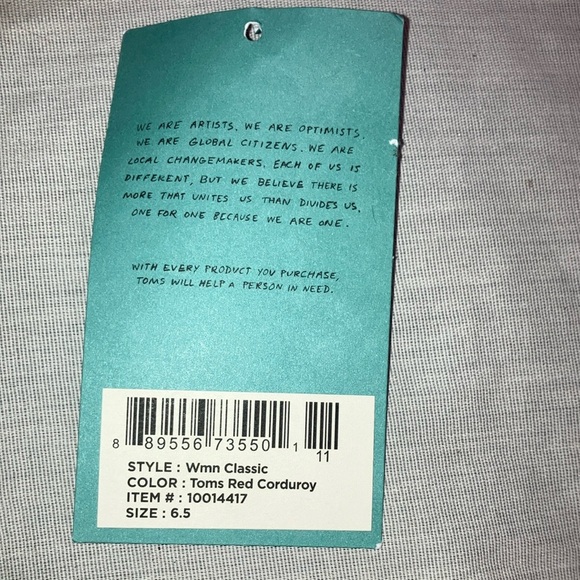 WE ARE ARTISTS. WE ARE OPTIMISTS.
WE ARE GLOBAL CITIZENS. WE ARE
LOCAL CHANGEMAKERS. EACH OF US IS
DIFFERENT, BUT WE BELIEVE THERE IS
MORE THAT UNITES US THAN DIVIDES US.
ONE FOR ONE BECAUSE WE ARE ONE.
WITH EVERY PRODUCT YOU PURCHASE,
TOMS WILL HELP A PERSON IN NEED.
8 89556 73550 1 11
STYLE : Wmn Classic
COLOR : Toms Red Corduroy
ITEM # : 10014417
SIZE : 6.5